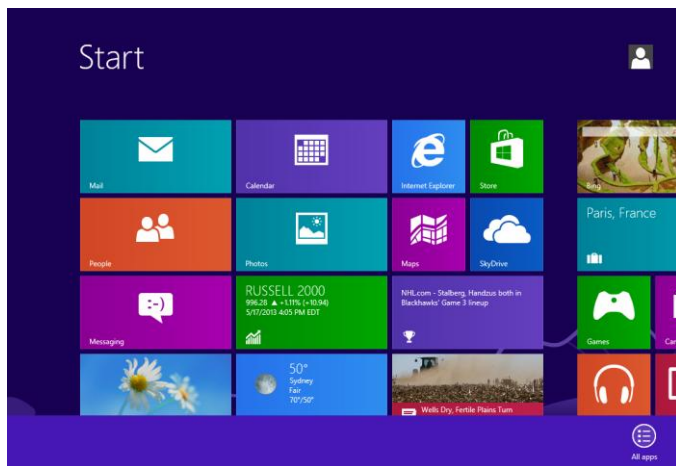 Start
Mail
Calendar
Internet Explorer
Store
Bing
People
Photos
Maps
SkyDrive
Paris, France
Messaging
RUSSELL 2000
996.28 ▲ +1.11% (+10.94)
5/17/2013 4:05 PM EDT
NHL.com - Stalberg, Handzus both in
Blackhawks' Game 3
lineup
Games
Cam
50°
Sydney
Fair
70°/50°
Wells Dry, Fertile Plains Turn
All apps